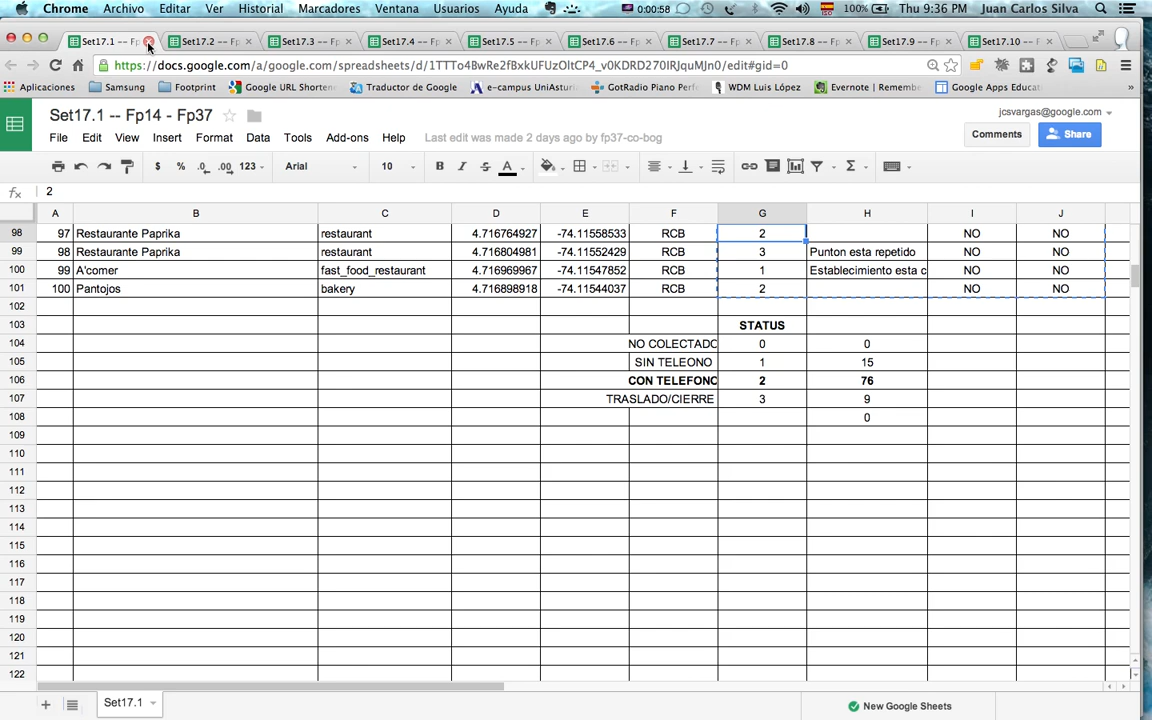 Chrome Archivo Editar Ver Historial Marcadores Ventana Usuarios Ayuda 0:00:58 100% Thu 9:36 PM Juan Carlos Silva
Set17.1 -- Fp Set17.2 -- Fp Set17.3 -- Fp Set17.4 -- Fp Set17.5 -- Fp Set17.6 -- Fp Set17.7 -- Fp Set17.8 -- Fp Set17.9 -- Fp Set17.10 --
https://docs.google.com/a/google.com/spreadsheets/d/1TTTo4BwRe2fBxkUFUzOltCP4_v0KDRD270IRJquMJn0/edit#gid=0
Aplicaciones Samsung Footprint Google URL Shorten Traductor de Google e-campus UniAstur GotRadio Piano Perf WDM Luis López Evernote | Rememb Google Apps Educat »
Set17.1 -- Fp14 - Fp37
jcsvargas@google.com
File Edit View Insert Format Data Tools Add-ons Help Last edit was made 2 days ago by fp37-co-bog
Comments Share
$ % .0 .00 123 Arial 10 B I S A Σ
fx 2
A B C D E F G H I J
98 97 Restaurante Paprika restaurant 4.716764927 -74.11558533 RCB 2 NO NO
99 98 Restaurante Paprika restaurant 4.716804981 -74.11552429 RCB 3 Punton esta repetido NO NO
100 99 A'comer fast_food_restaurant 4.716969967 -74.11547852 RCB 1 Establecimiento esta c NO NO
101 100 Pantojos bakery 4.716898918 -74.11544037 RCB 2 NO NO
102
103 STATUS
104 NO COLECTADO 0 0
105 SIN TELEONO 1 15
106 CON TELEFONO 2 76
107 TRASLADO/CIERRE 3 9
108 0
109
110
111
112
113
114
115
116
117
118
119
120
121
122
+ Set17.1 New Google Sheets